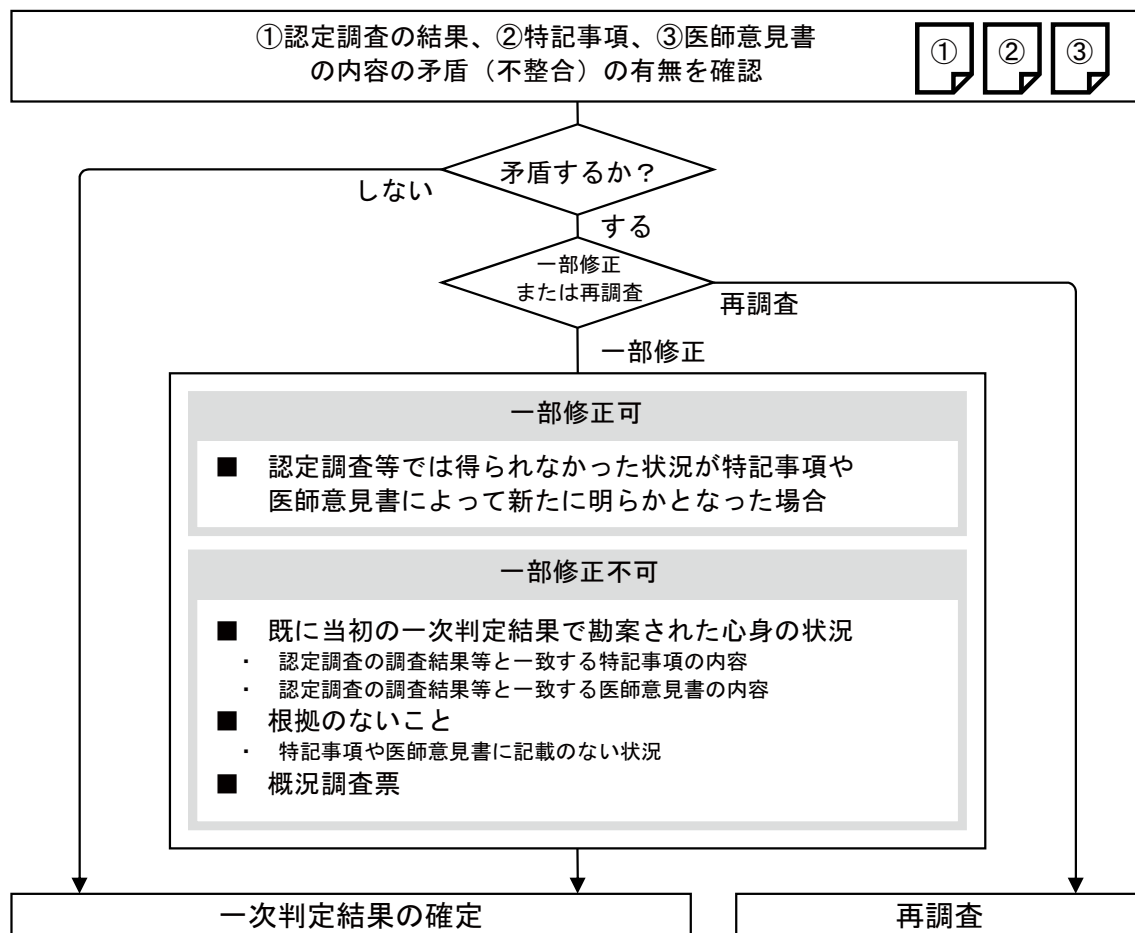 ①認定調査の結果、②特記事項、③医師意見書
の内容の矛盾（不整合）の有無を確認
①
②
③
矛盾するか？
しない
する
一部修正
または再調査
再調査
一部修正
一部修正可
■ 認定調査等では得られなかった状況が特記事項や
医師意見書によって新たに明らかとなった場合
一部修正不可
■ 既に当初の一次判定結果で勘案された心身の状況
・ 認定調査の調査結果等と一致する特記事項の内容
・ 認定調査の調査結果等と一致する医師意見書の内容
■ 根拠のないこと
・ 特記事項や医師意見書に記載のない状況
■ 概況調査票
一次判定結果の確定
再調査